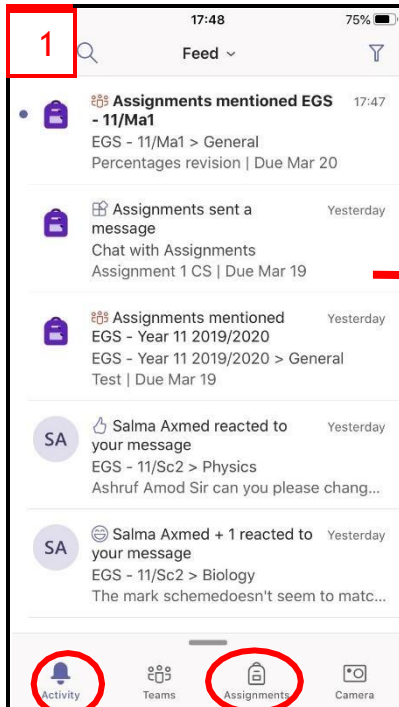 1
17:48
75%
Feed
Assignments mentioned EGS
17:47
- 11/Ma1
EGS - 11/Ma1 > General
Percentages revision | Due Mar 20
Assignments sent a
Yesterday
message
Chat with Assignments
Assignment 1 CS | Due Mar 19
Assignments mentioned
Yesterday
EGS - Year 11 2019/2020
EGS - Year 11 2019/2020 > General
Test | Due Mar 19
SA
Salma Axmed reacted to
Yesterday
your message
EGS - 11/Sc2 > Physics
Ashruf Amod Sir can you please chang...
SA
Salma Axmed + 1 reacted to
Yesterday
your message
EGS - 11/Sc2 > Biology
The mark schemedoesn't seem to matc...
Activity
Teams
Assignments
Camera